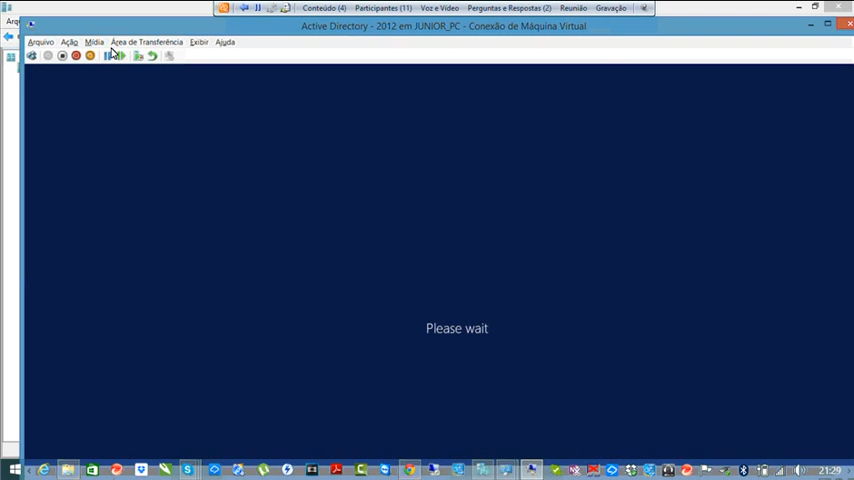 Conteúdo (4) Participantes (11) Voz e Vídeo Perguntas e Respostas (2) Reunião Gravação
Active Directory - 2012 em JUNIOR_PC - Conexão de Máquina Virtual
Arquivo Ação Mídia Área de Transferência Exibir Ajuda
Please wait
21:29